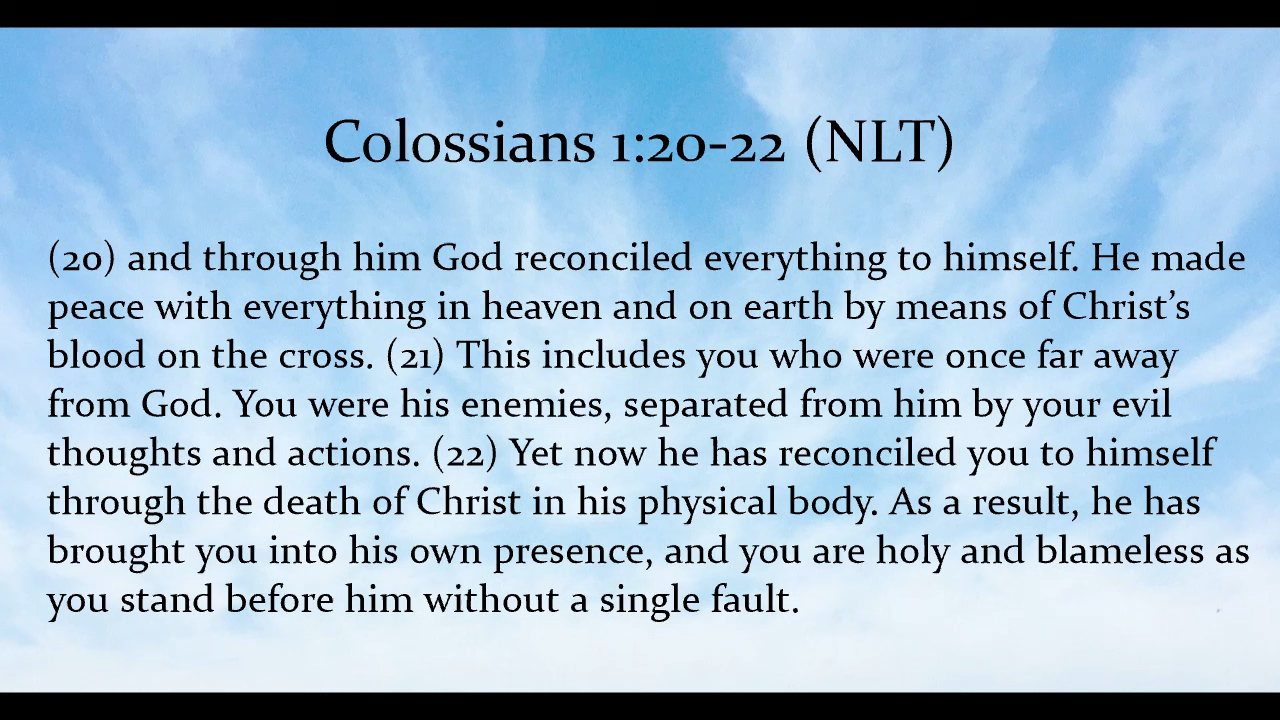 Colossians 1:20-22 (NLT)
(20) and through him God reconciled everything to himself. He made
peace with everything in heaven and on earth by means of Christ’s
blood on the cross. (21) This includes you who were once far away
from God. You were his enemies, separated from him by your evil
thoughts and actions. (22) Yet now he has reconciled you to himself
through the death of Christ in his physical body. As a result, he has
brought you into his own presence, and you are holy and blameless as
you stand before him without a single fault.